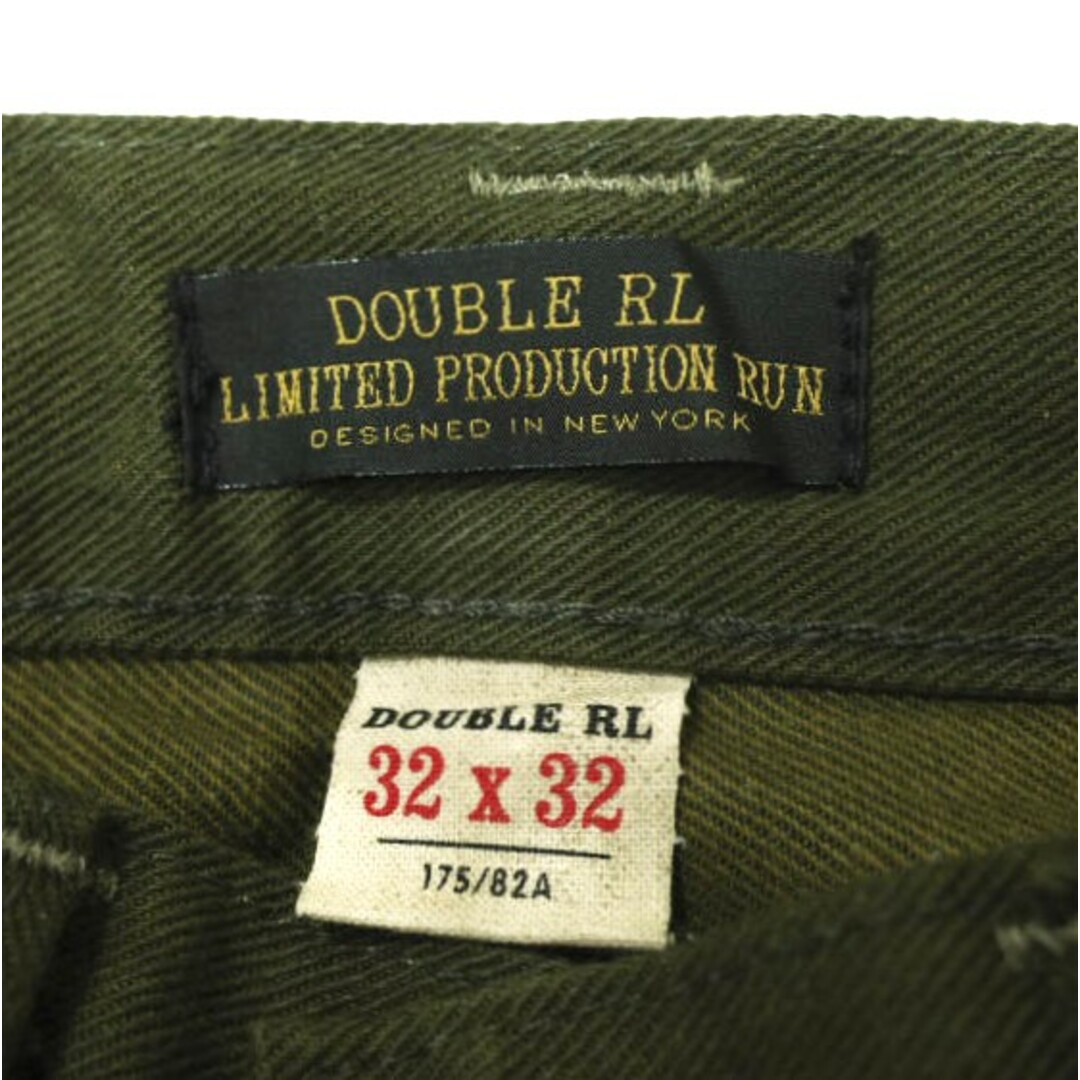 DOUBLE RL
LIMITED PRODUCTION RUN
DESIGNED IN NEW YORK
DOUBLE RL
32 x 32
175/82A